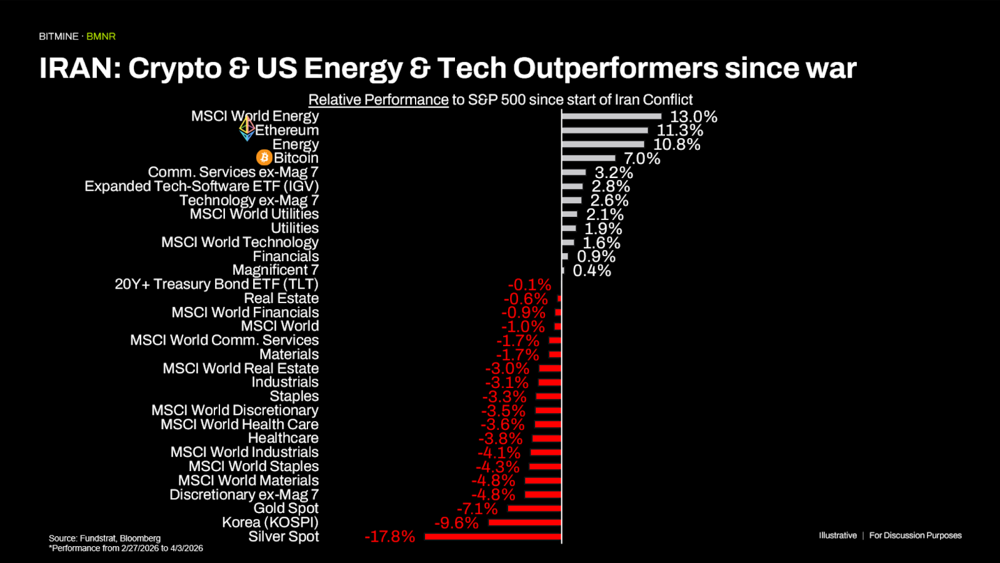 BITMINE · BMNR
IRAN: Crypto & US Energy & Tech Outperformers since war
Relative Performance to S&P 500 since start of Iran Conflict
MSCI World Energy 13.0%
Ethereum 11.3%
Energy 10.8%
Bitcoin 7.0%
Comm. Services ex-Mag 7 3.2%
Expanded Tech-Software ETF (IGV) 2.8%
Technology ex-Mag 7 2.6%
MSCI World Utilities 2.1%
Utilities 1.9%
MSCI World Technology 1.6%
Financials 0.9%
Magnificent 7 0.4%
20Y+ Treasury Bond ETF (TLT) -0.1%
Real Estate -0.6%
MSCI World Financials -0.9%
MSCI World -1.0%
MSCI World Comm. Services -1.7%
Materials -1.7%
MSCI World Real Estate -3.0%
Industrials -3.1%
Staples -3.3%
MSCI World Discretionary -3.5%
MSCI World Health Care -3.6%
Healthcare -3.8%
MSCI World Industrials -4.1%
MSCI World Staples -4.3%
MSCI World Materials -4.8%
Discretionary ex-Mag 7 -4.8%
Gold Spot -7.1%
Korea (KOSPI) -9.6%
Silver Spot -17.8%
Source: Fundstrat, Bloomberg
*Performance from 2/27/2026 to 4/3/2026
Illustrative | For Discussion Purposes